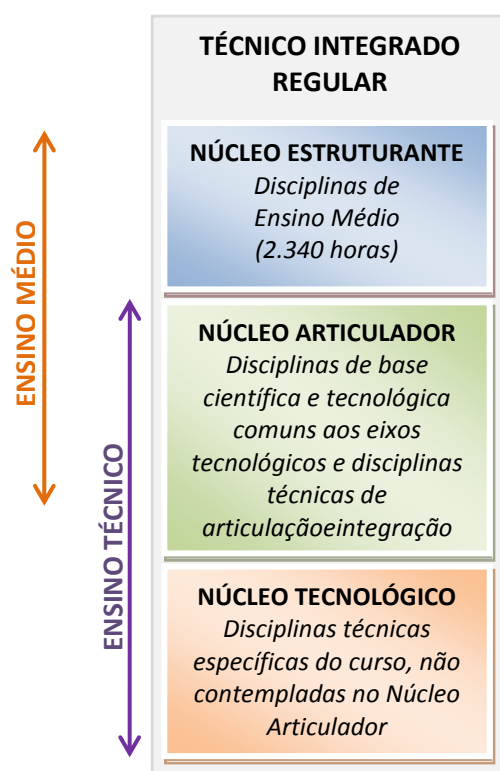 TÉCNICO INTEGRADO
REGULAR
ENSINO MÉDIO
NÚCLEO ESTRUTURANTE
Disciplinas de
Ensino Médio
(2.340 horas)
ENSINO TÉCNICO
NÚCLEO ARTICULADOR
Disciplinas de base
científica e tecnológica
comuns aos eixos
tecnológicos e disciplinas
técnicas de
articulaçãoeintegração
NÚCLEO TECNOLÓGICO
Disciplinas técnicas
específicas do curso, não
contempladas no Núcleo
Articulador